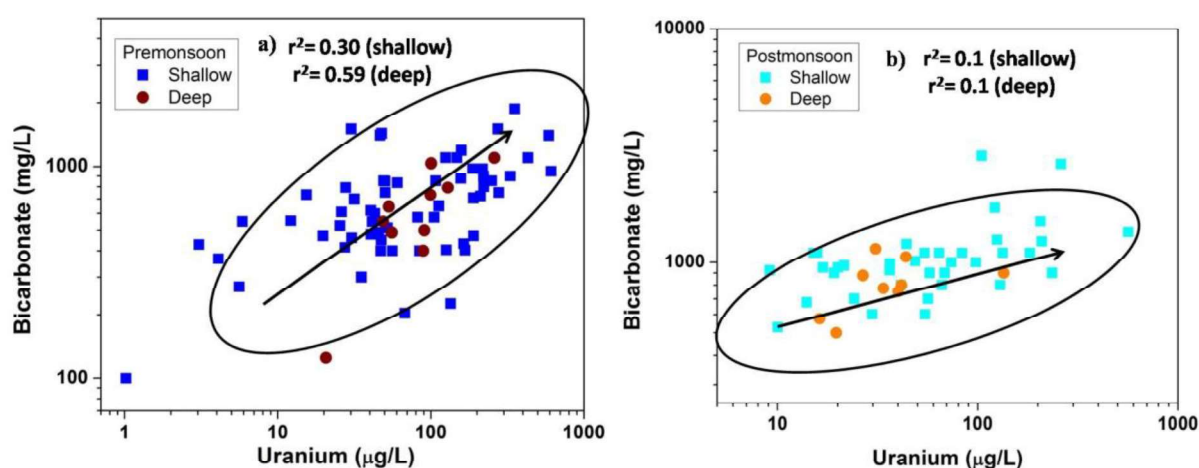 a) r²= 0.30 (shallow)
r²= 0.59 (deep)
Premonsoon
Shallow
Deep
Bicarbonate (mg/L)
1000
100
1
10
100
1000
Uranium (µg/L)
b) r²= 0.1 (shallow)
r²= 0.1 (deep)
Postmonsoon
Shallow
Deep
Bicarbonate (mg/L)
10000
1000
10
100
1000
Uranium (µg/L)